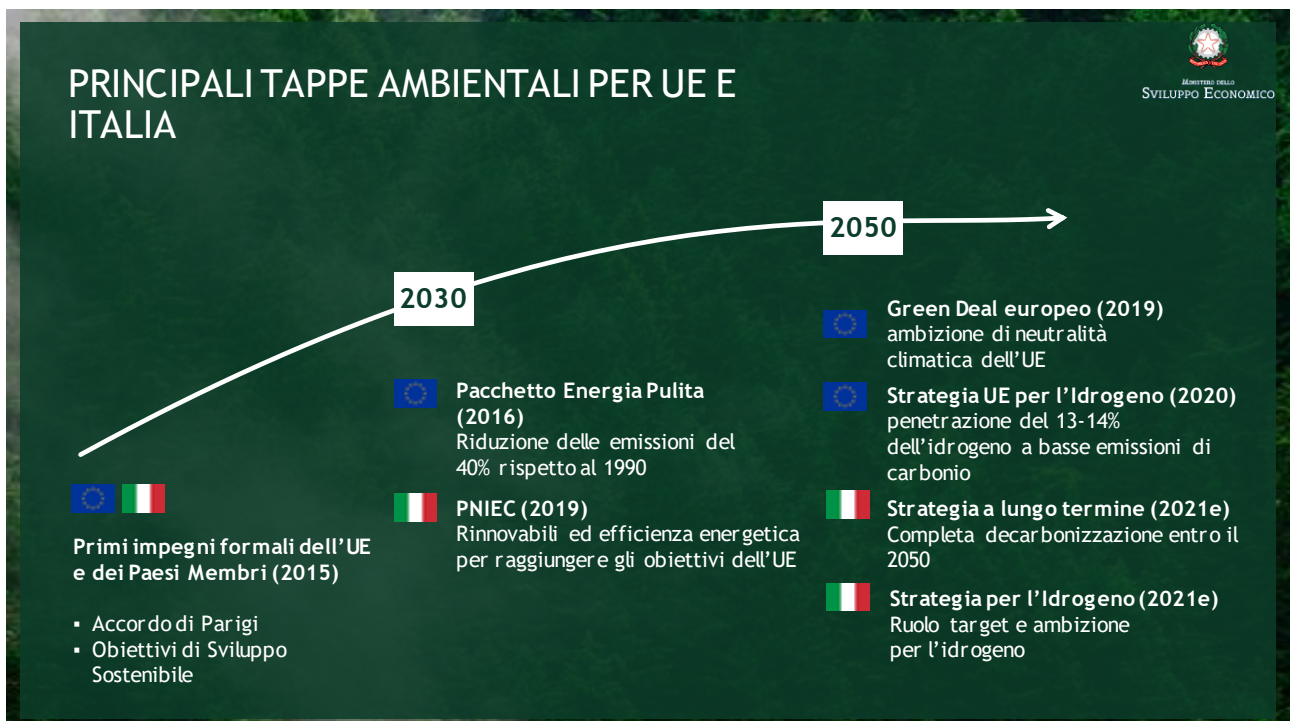 PRINCIPALI TAPPE AMBIENTALI PER UE E
ITALIA
MINISTERO DELLO
SVILUPPO ECONOMICO
2030
2050
Primi impegni formali dell’UE
e dei Paesi Membri (2015)
▪ Accordo di Parigi
▪ Obiettivi di Sviluppo
Sostenibile
Pacchetto Energia Pulita
(2016)
Riduzione delle emissioni del
40% rispetto al 1990
PNIEC (2019)
Rinnovabili ed efficienza energetica
per raggiungere gli obiettivi dell’UE
Green Deal europeo (2019)
ambizione di neutralità
climatica dell’UE
Strategia UE per l’Idrogeno (2020)
penetrazione del 13-14%
dell’idrogeno a basse emissioni di
carbonio
Strategia a lungo termine (2021e)
Completa decarbonizzazione entro il
2050
Strategia per l’Idrogeno (2021e)
Ruolo target e ambizione
per l’idrogeno